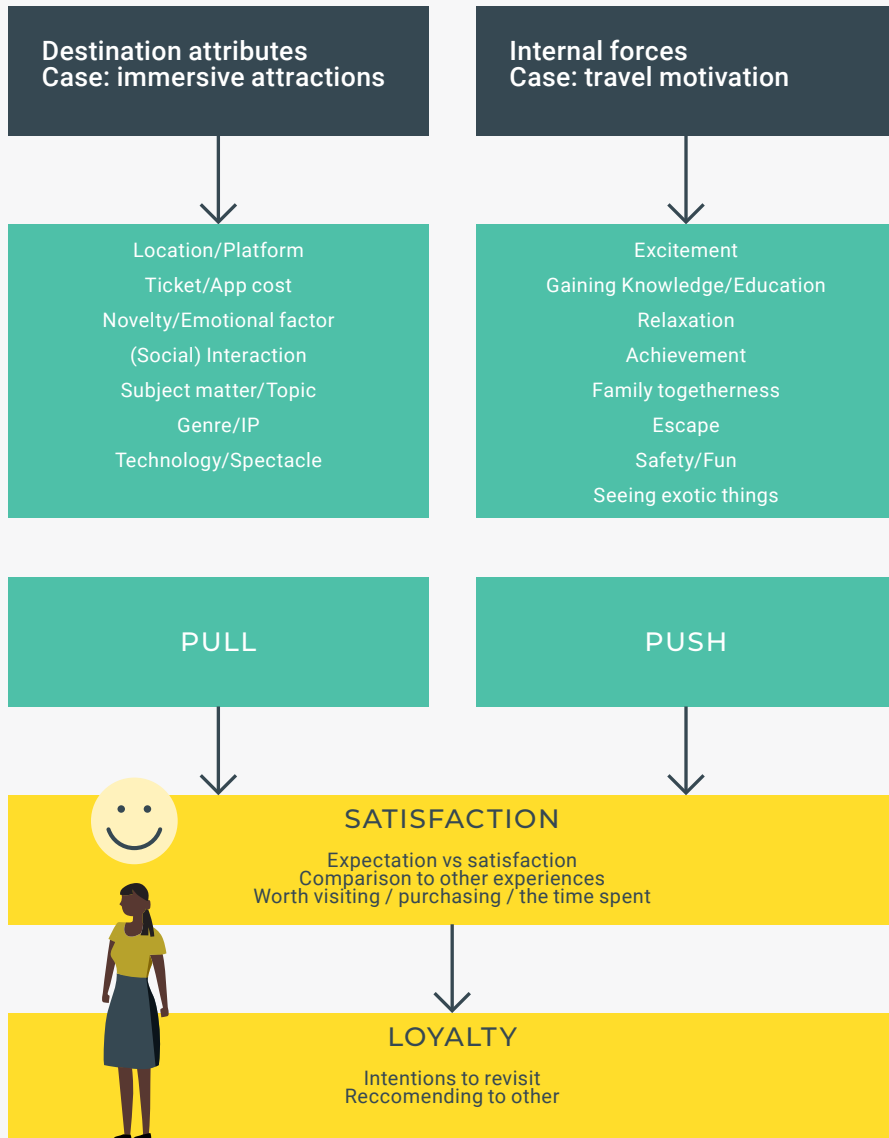 Destination attributes
Case: immersive attractions
Internal forces
Case: travel motivation
Location/Platform
Ticket/App cost
Novelty/Emotional factor
(Social) Interaction
Subject matter/Topic
Genre/IP
Technology/Spectacle
Excitement
Gaining Knowledge/Education
Relaxation
Achievement
Family togetherness
Escape
Safety/Fun
Seeing exotic things
PULL
PUSH
SATISFACTION
Expectation vs satisfaction
Comparison to other experiences
Worth visiting / purchasing / the time spent
LOYALTY
Intentions to revisit
Reccomending to other